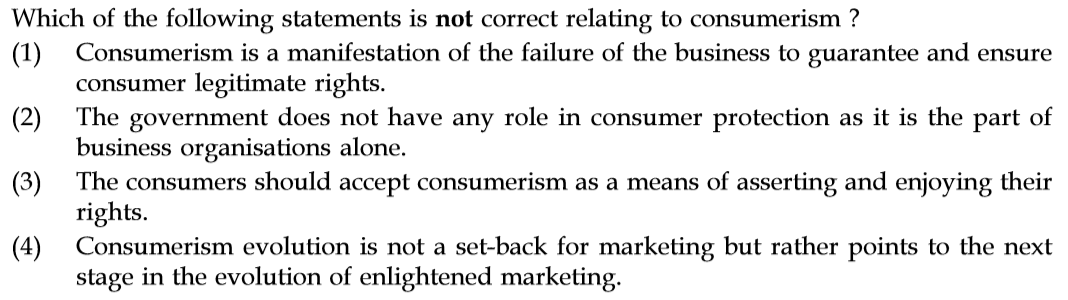 Which of the following statements is not correct relating to consumerism ?
(1) Consumerism is a manifestation of the failure of the business to guarantee and ensure
consumer legitimate rights.
(2) The government does not have any role in consumer protection as it is the part of
business organisations alone.
(3) The consumers should accept consumerism as a means of asserting and enjoying their
rights.
(4) Consumerism evolution is not a set-back for marketing but rather points to the next
stage in the evolution of enlightened marketing.